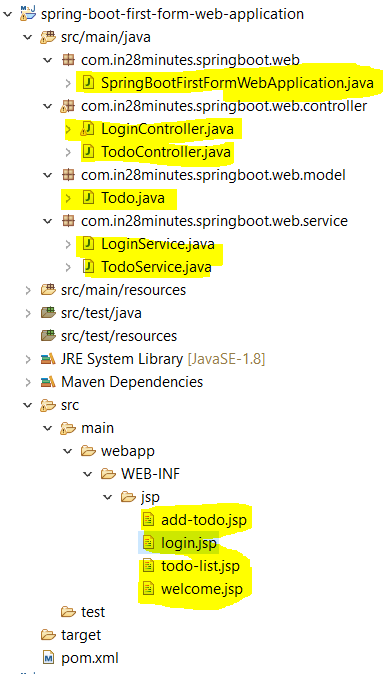 spring-boot-first-form-web-application
src/main/java
com.in28minutes.springboot.web
SpringBootFirstFormWebApplication.java
com.in28minutes.springboot.web.controller
LoginController.java
TodoController.java
com.in28minutes.springboot.web.model
Todo.java
com.in28minutes.springboot.web.service
LoginService.java
TodoService.java
src/main/resources
src/test/java
src/test/resources
JRE System Library [JavaSE-1.8]
Maven Dependencies
src
main
webapp
WEB-INF
jsp
add-todo.jsp
login.jsp
todo-list.jsp
welcome.jsp
test
target
pom.xml